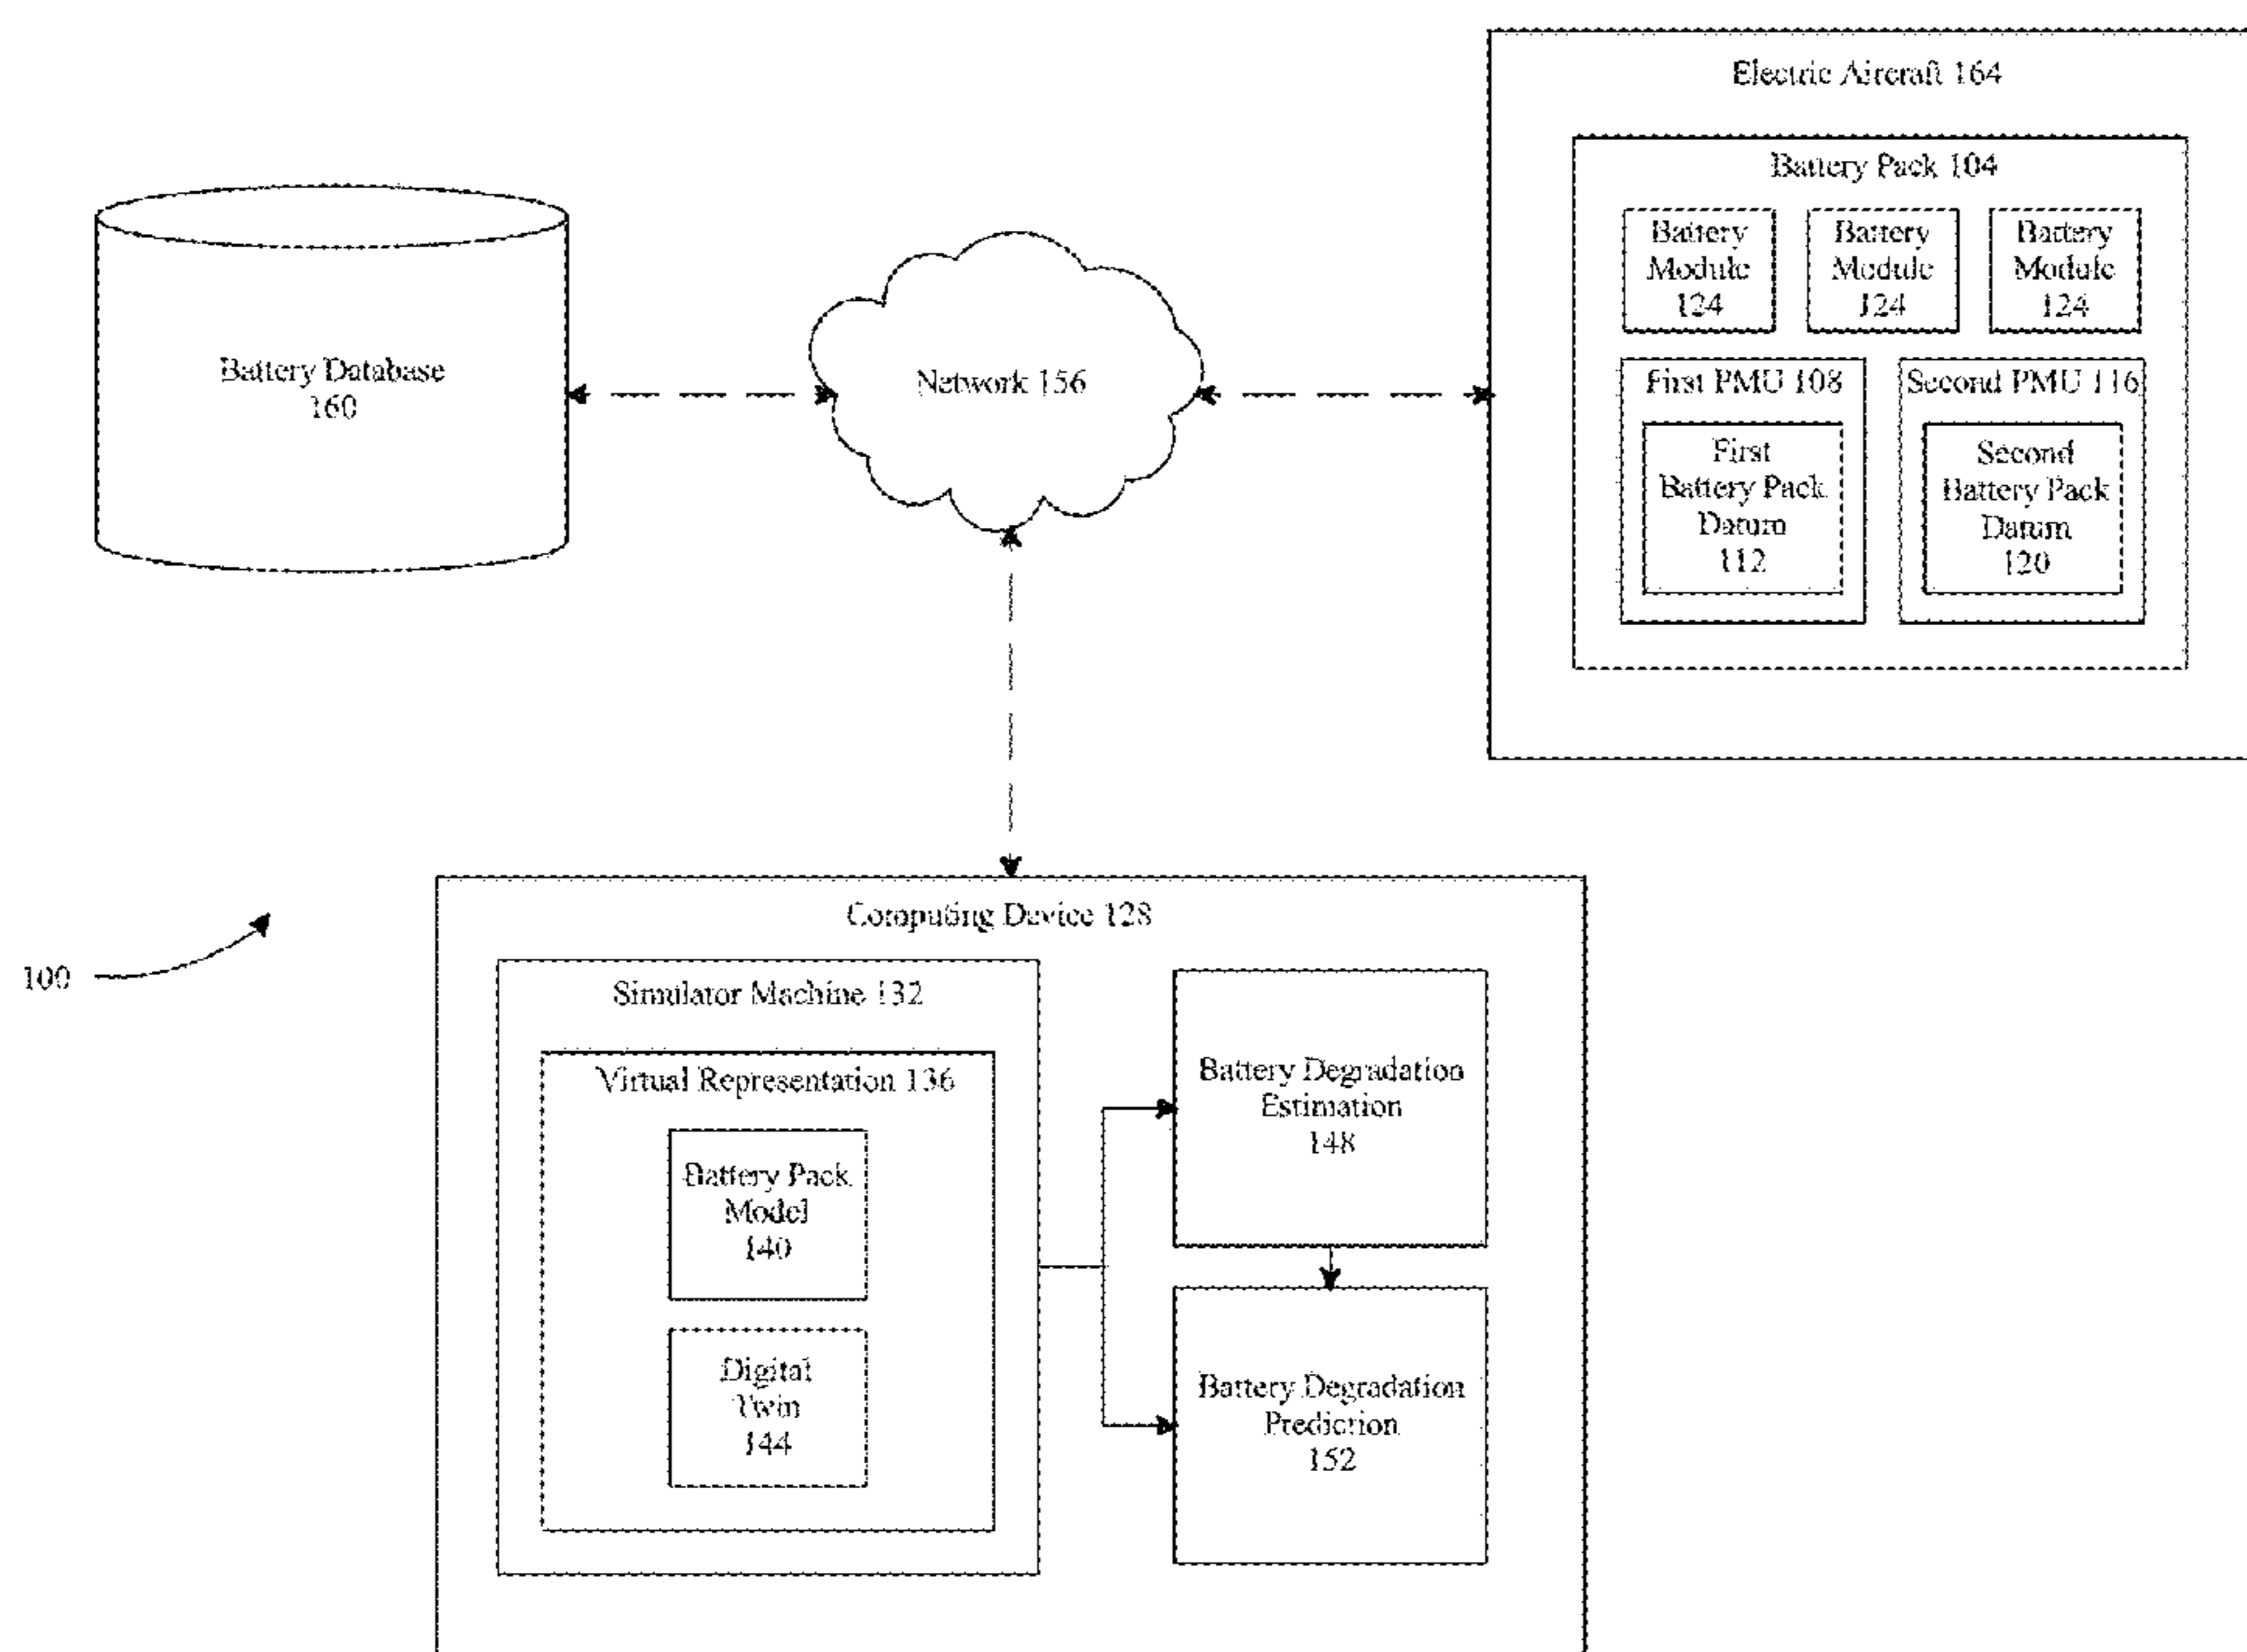 Electric Aircraft 164
Battery Pack 104
Battery
Module
124
Battery
Module
124
Battery
Module
124
First PMU 108
First
Battery Pack
Datum
112
Second PMU 116
Second
Battery Pack
Datum
120
Battery Database
160
Network 156
100
Computing Device 128
Simulator Machine 132
Virtual Representation 136
Battery Pack
Model
140
Digital
Twin
144
Battery Degradation
Estimation
148
Battery Degradation
Prediction
152